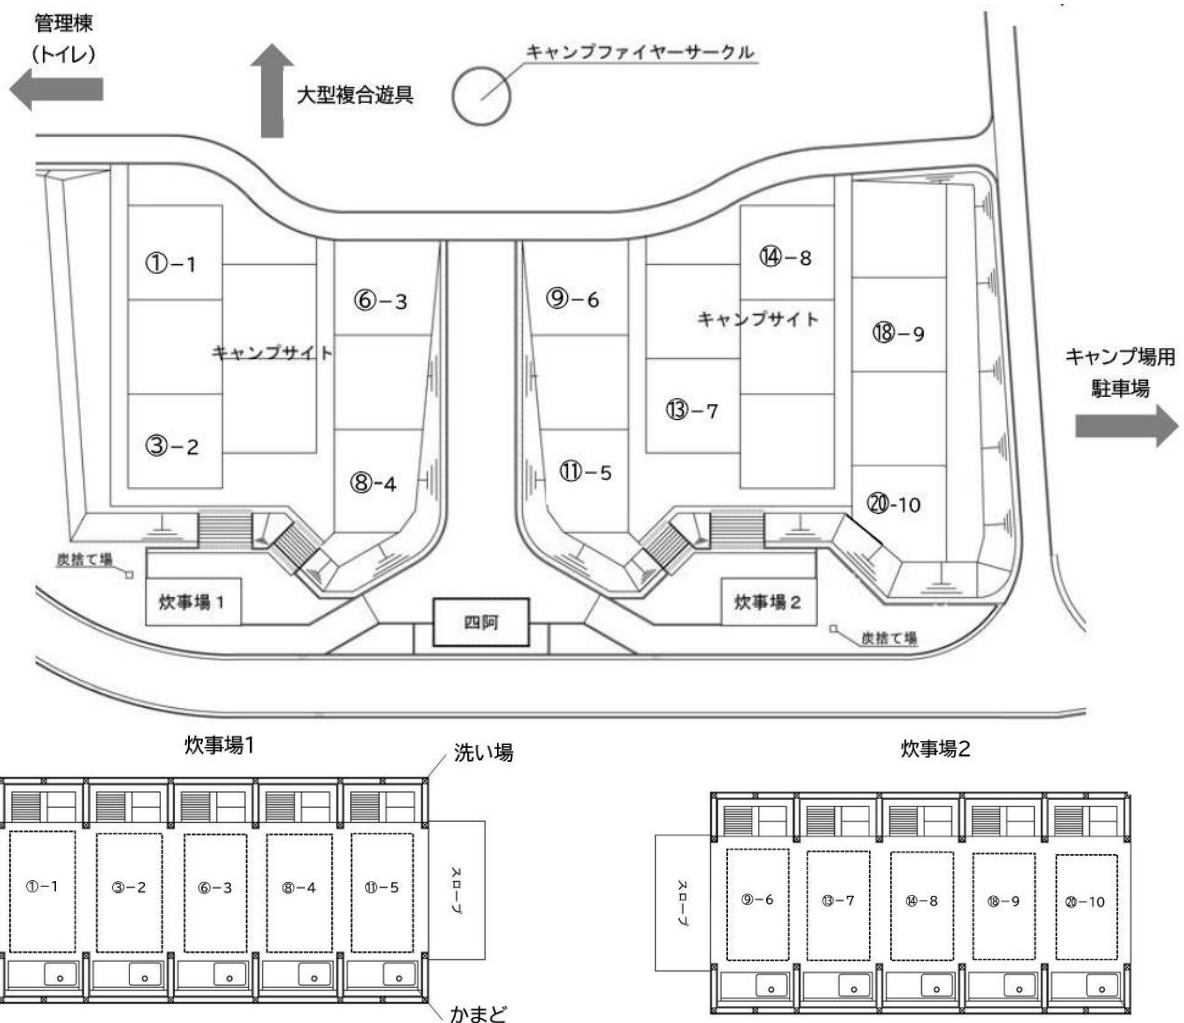 管理棟
（トイレ）
大型複合遊具
キャンプファイヤーサークル
①-1
③-2
キャンプサイト
⑥-3
⑧-4
⑨-6
⑪-5
⑬-7
⑭-8
キャンプサイト
⑱-9
⑳-10
キャンプ場用
駐車場
炭捨て場
炊事場１
四阿
炊事場２
炭捨て場
炊事場1
洗い場
①-1
③-2
⑥-3
⑧-4
⑪-5
スロープ
かまど
炊事場2
スロープ
⑨-6
⑬-7
⑭-8
⑱-9
⑳-10